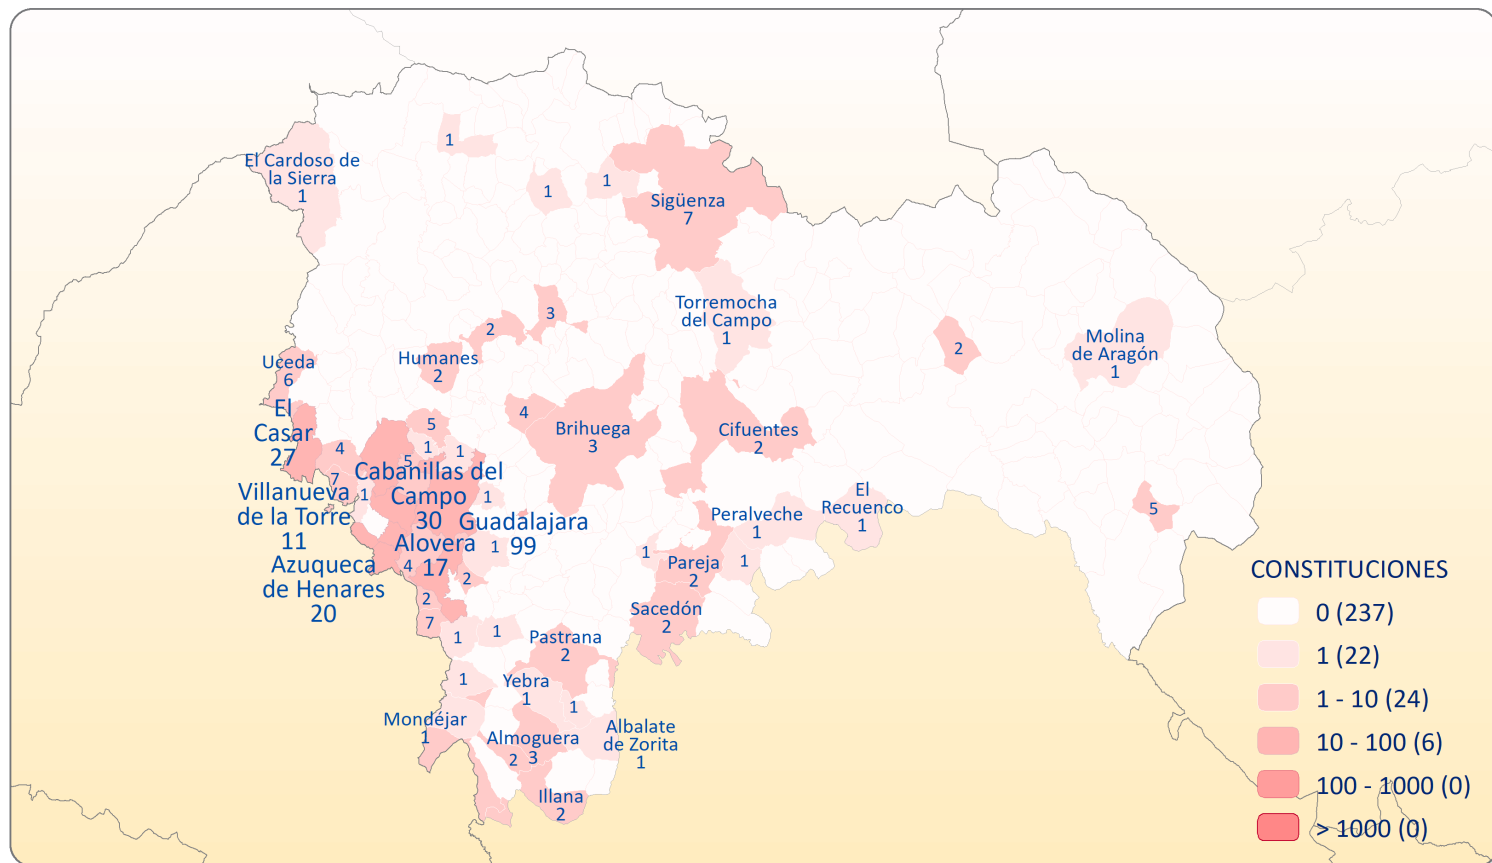 1
El Cardoso de
la Sierra
1
1
1
Sigüenza
7
Torremocha
del Campo
1
3
2
Humanes
2
2
Molina
de Aragón
1
Uceda
6
El
Casar
27
4
5
4
Brihuega
3
Cifuentes
2
1
1
5
7
1
Cabanillas del
Campo
30
1
Villanueva
de la Torre
11
Guadalajara
99
Alovera
17
1
El
Recuenco
1
Peralveche
1
5
1
1
Pareja
2
Azuqueca
de Henares
20
4
2
2
7
Sacedón
2
1
1
Pastrana
2
1
Yebra
1
1
Mondéjar
1
Almoguera
2
3
Albalate
de Zorita
1
Illana
2
CONSTITUCIONES
0 (237)
1 (22)
1 - 10 (24)
10 - 100 (6)
100 - 1000 (0)
> 1000 (0)